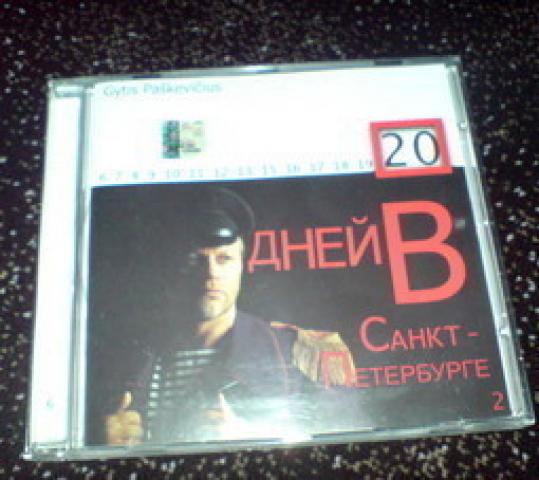 Gytis Paškevičius
6 7 8 9 10 11 12 13 15 16 17 18 19 20
ДНЕЙ В
САНКТ -
ПЕТЕРБУРГЕ
2